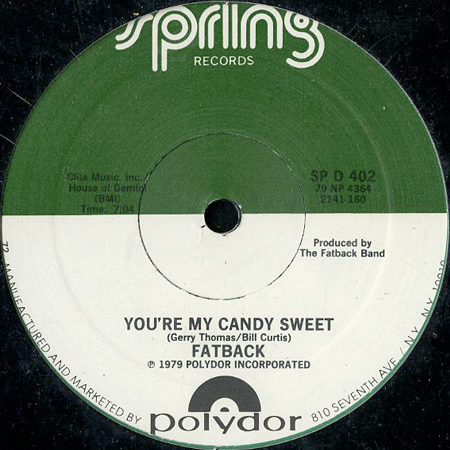 spring
RECORDS
Clita Music, Inc.
House of Gemini
(BMI)
Time: 7:04
SP D 402
79 NP 4364
2141 160
Produced by
The Fatback Band
YOU'RE MY CANDY SWEET
(Gerry Thomas/Bill Curtis)
FATBACK
℗ 1979 POLYDOR INCORPORATED
MANUFACTURED AND MARKETED BY
polydor
810 SEVENTH AVE., N.Y., N.Y.